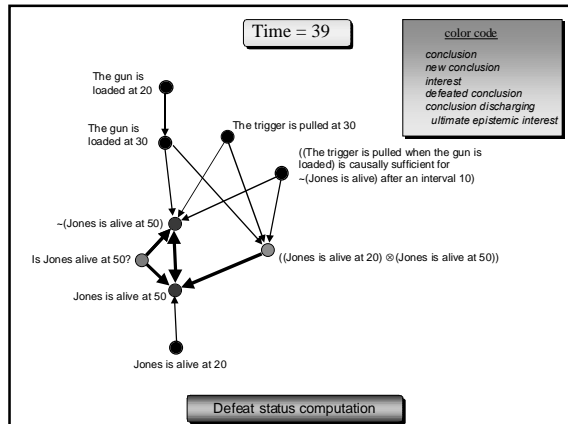 Time = 39
color code
conclusion
new conclusion
interest
defeated conclusion
conclusion discharging
ultimate epistemic interest
The gun is
loaded at 20
The gun is
loaded at 30
The trigger is pulled at 30
((The trigger is pulled when the gun is
loaded) is causally sufficient for
~(Jones is alive) after an interval 10)
~(Jones is alive at 50)
Is Jones alive at 50?
((Jones is alive at 20) ⊗(Jones is alive at 50))
Jones is alive at 50
Jones is alive at 20
Defeat status computation